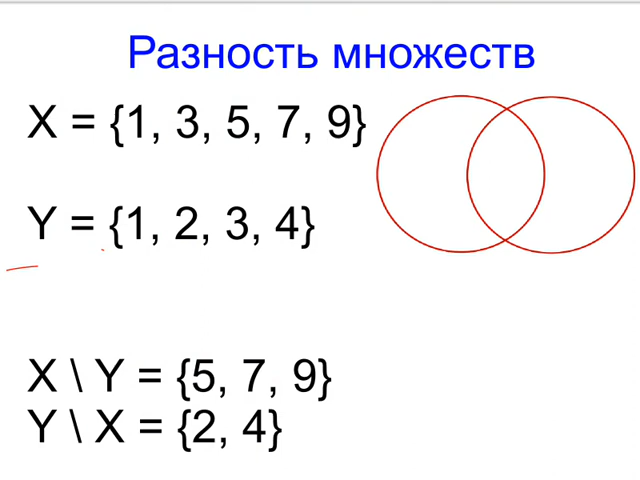 Разность множеств
X = {1, 3, 5, 7, 9}
Y = {1, 2, 3, 4}
X \ Y = {5, 7, 9}
Y \ X = {2, 4}